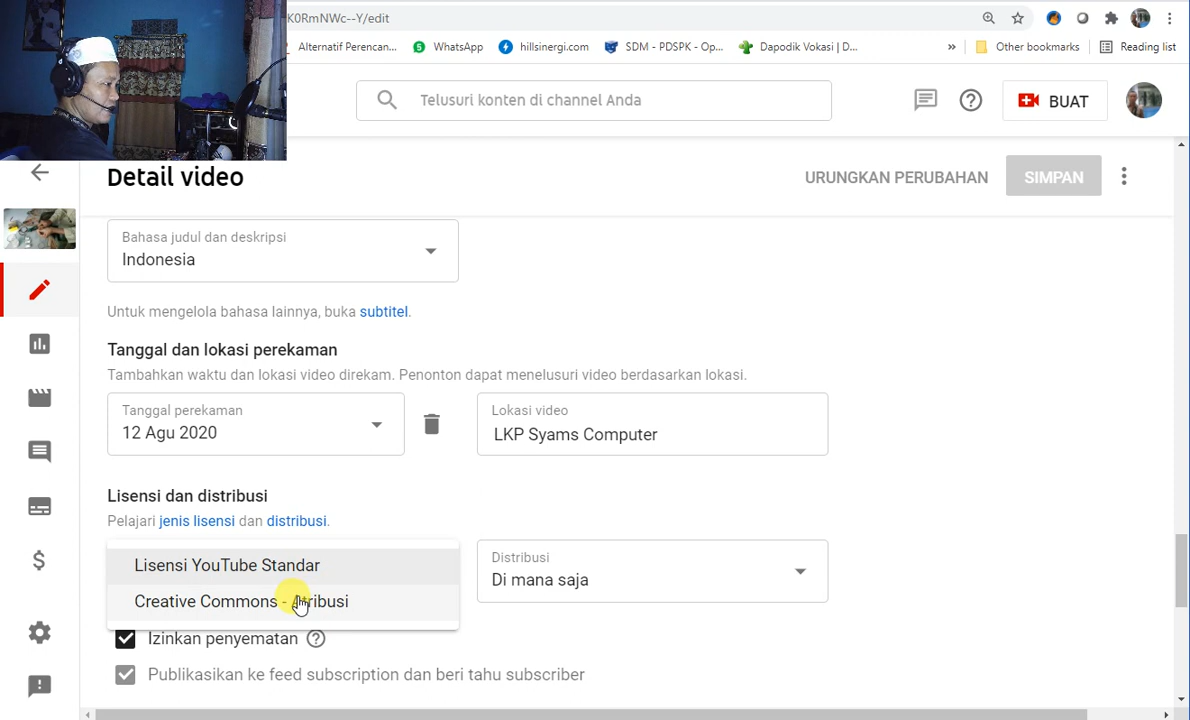 K0RmNWc--Y/edit
Alternatif Perencan...
WhatsApp
hillsinergi.com
SDM - PDSPK - Op...
Dapodik Vokasi | D...
»
Other bookmarks
Reading list
Telusuri konten di channel Anda
BUAT
Detail video
URUNGKAN PERUBAHAN
SIMPAN
Bahasa judul dan deskripsi
Indonesia
Untuk mengelola bahasa lainnya, buka subtitel.
Tanggal dan lokasi perekaman
Tambahkan waktu dan lokasi video direkam. Penonton dapat menelusuri video berdasarkan lokasi.
Tanggal perekaman
12 Agu 2020
Lokasi video
LKP Syams Computer
Lisensi dan distribusi
Pelajari jenis lisensi dan distribusi.
Lisensi YouTube Standar
Creative Commons - Atribusi
Distribusi
Di mana saja
Izinkan penyematan
Publikasikan ke feed subscription dan beri tahu subscriber